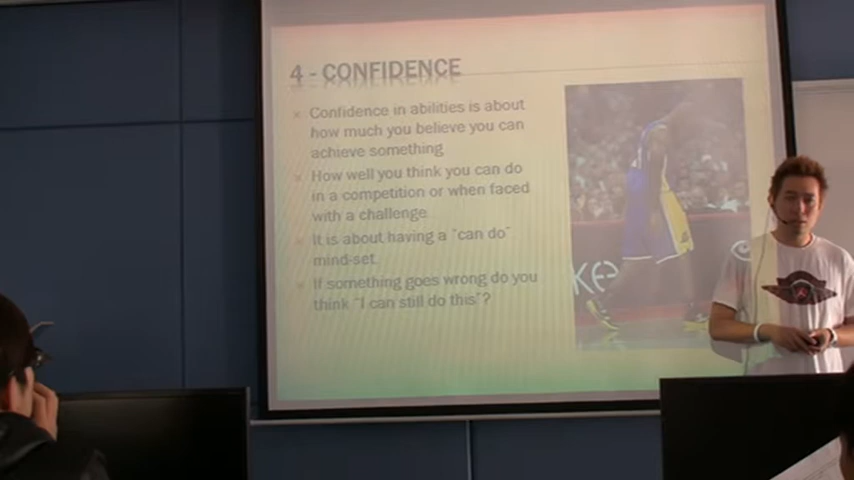 4 - CONFIDENCE
Confidence in abilities is about
how much you believe you can
achieve something
How well you think you can do
in a competition or when faced
with a challenge
It is about having a "can do"
mind-set.
If something goes wrong do you
think "I can still do this"?
KE